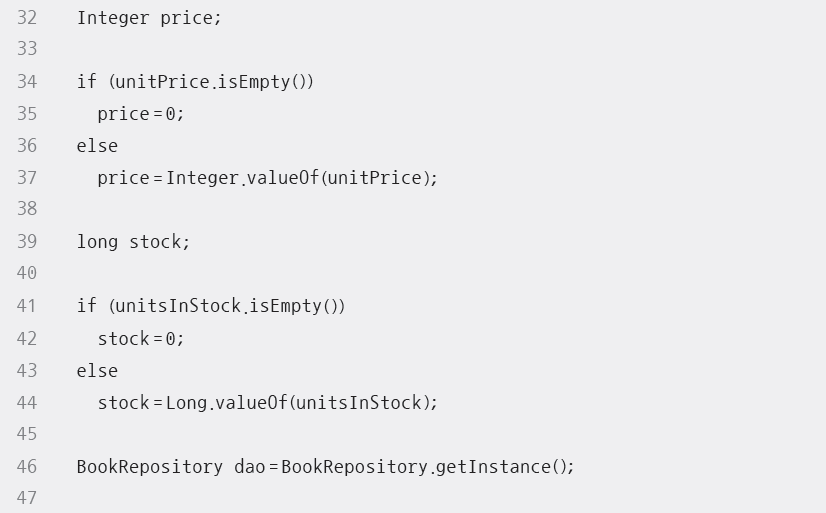 32 Integer price;
33
34 if (unitPrice.isEmpty())
35 price=0;
36 else
37 price=Integer.valueOf(unitPrice);
38
39 long stock;
40
41 if (unitsInStock.isEmpty())
42 stock=0;
43 else
44 stock=Long.valueOf(unitsInStock);
45
46 BookRepository dao=BookRepository.getInstance();
47